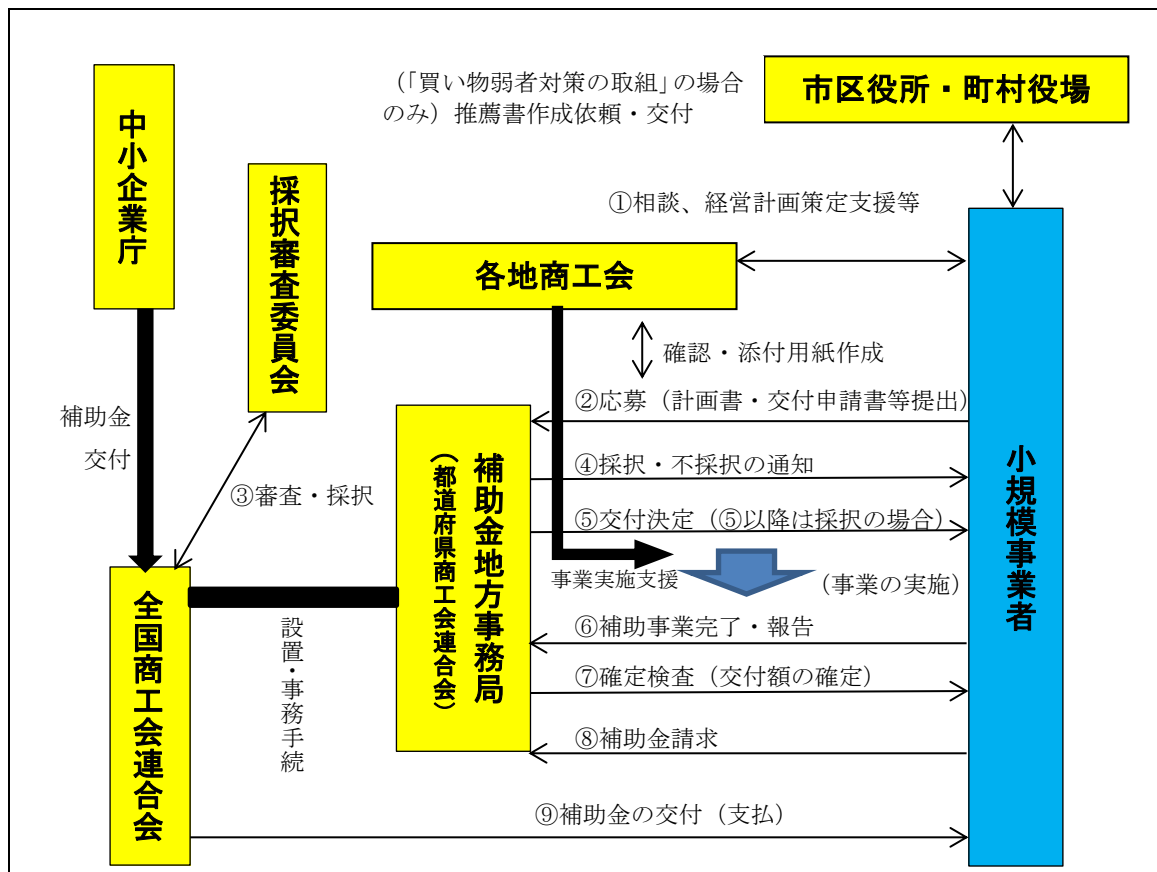 （「買い物弱者対策の取組」の場合
のみ）推薦書作成依頼・交付
市区役所・町村役場
中小企業庁
採択審査委員会
①相談、経営計画策定支援等
各地商工会
確認・添付用紙作成
補助金
交付
③審査・採択
②応募（計画書・交付申請書等提出）
④採択・不採択の通知
⑤交付決定（⑤以降は採択の場合）
事業実施支援
（事業の実施）
⑥補助事業完了・報告
⑦確定検査（交付額の確定）
⑧補助金請求
⑨補助金の交付（支払）
補助金地方事務局
（都道府県商工会連合会）
小規模事業者
全国商工会連合会
設置・事務手続